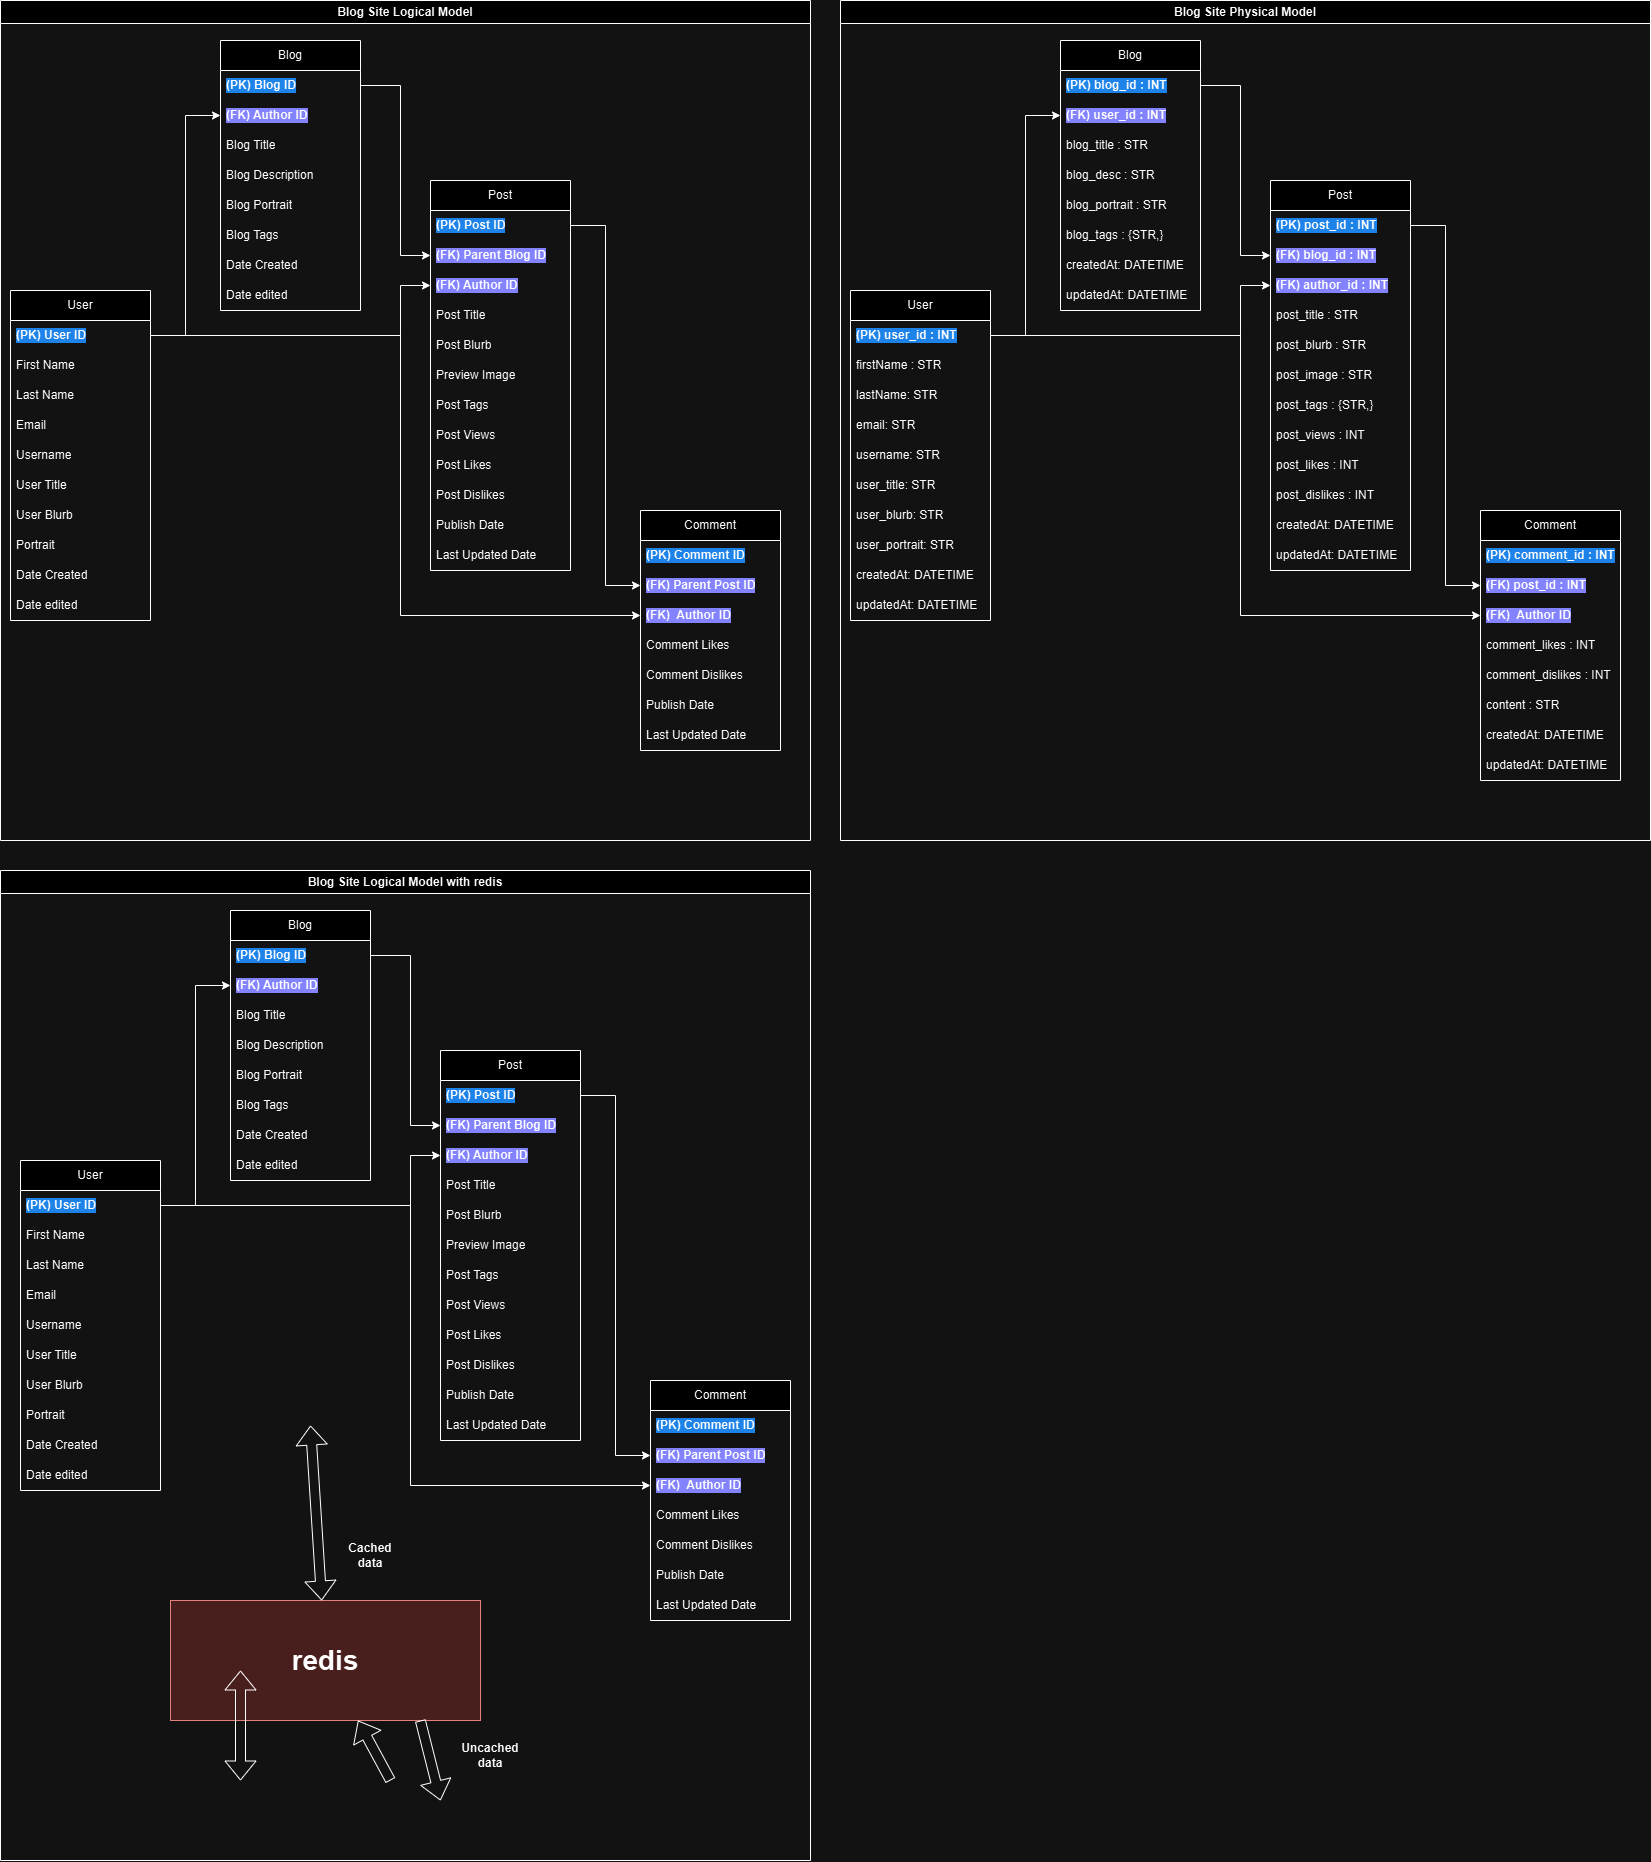 Blog Site Logical Model
Blog
(PK) Blog ID
(FK) Author ID
Blog Title
Blog Description
Blog Portrait
Blog Tags
Date Created
Date edited
User
(PK) User ID
First Name
Last Name
Email
Username
User Title
User Blurb
Portrait
Date Created
Date edited
Post
(PK) Post ID
(FK) Parent Blog ID
(FK) Author ID
Post Title
Post Blurb
Preview Image
Post Tags
Post Views
Post Likes
Post Dislikes
Publish Date
Last Updated Date
Comment
(PK) Comment ID
(FK) Parent Post ID
(FK)  Author ID
Comment Likes
Comment Dislikes
Publish Date
Last Updated Date
Blog Site Physical Model
Blog
(PK) blog_id : INT
(FK) user_id : INT
blog_title : STR
blog_desc : STR
blog_portrait : STR
blog_tags : {STR,}
createdAt: DATETIME
updatedAt: DATETIME
User
(PK) user_id : INT
firstName : STR
lastName: STR
email: STR
username: STR
user_title: STR
user_blurb: STR
user_portrait: STR
createdAt: DATETIME
updatedAt: DATETIME
Post
(PK) post_id : INT
(FK) blog_id : INT
(FK) author_id : INT
post_title : STR
post_blurb : STR
post_image : STR
post_tags : {STR,}
post_views : INT
post_likes : INT
post_dislikes : INT
createdAt: DATETIME
updatedAt: DATETIME
Comment
(PK) comment_id : INT
(FK) post_id : INT
(FK)  Author ID
comment_likes : INT
comment_dislikes : INT
content : STR
createdAt: DATETIME
updatedAt: DATETIME
Blog Site Logical Model with redis
Blog
(PK) Blog ID
(FK) Author ID
Blog Title
Blog Description
Blog Portrait
Blog Tags
Date Created
Date edited
User
(PK) User ID
First Name
Last Name
Email
Username
User Title
User Blurb
Portrait
Date Created
Date edited
Post
(PK) Post ID
(FK) Parent Blog ID
(FK) Author ID
Post Title
Post Blurb
Preview Image
Post Tags
Post Views
Post Likes
Post Dislikes
Publish Date
Last Updated Date
Comment
(PK) Comment ID
(FK) Parent Post ID
(FK)  Author ID
Comment Likes
Comment Dislikes
Publish Date
Last Updated Date
Cached
data
redis
Uncached
data